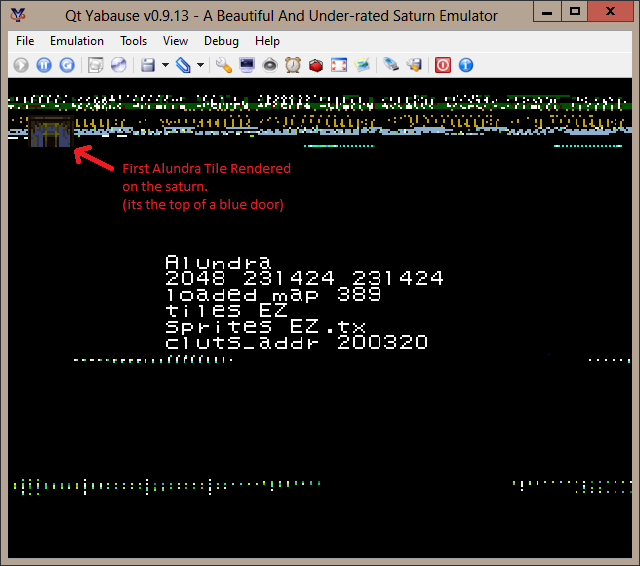 Qt Yabause v0.9.13 - A Beautiful And Under-rated Saturn Emulator
File Emulation Tools View Debug Help
First Alundra Tile Rendered
on the saturn.
(its the top of a blue door)
Alundra
2048 231424 231424
loaded map 389
tiles EZ
sprites EZ.tx
cluts_addr 200320